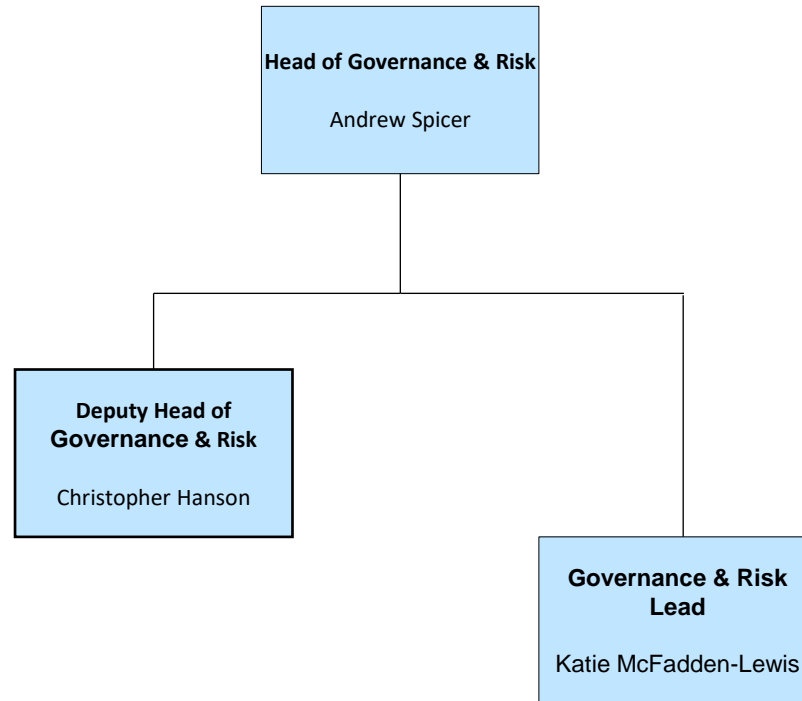 Head of Governance & Risk
Andrew Spicer
Deputy Head of
Governance & Risk
Christopher Hanson
Governance & Risk
Lead
Katie McFadden-Lewis